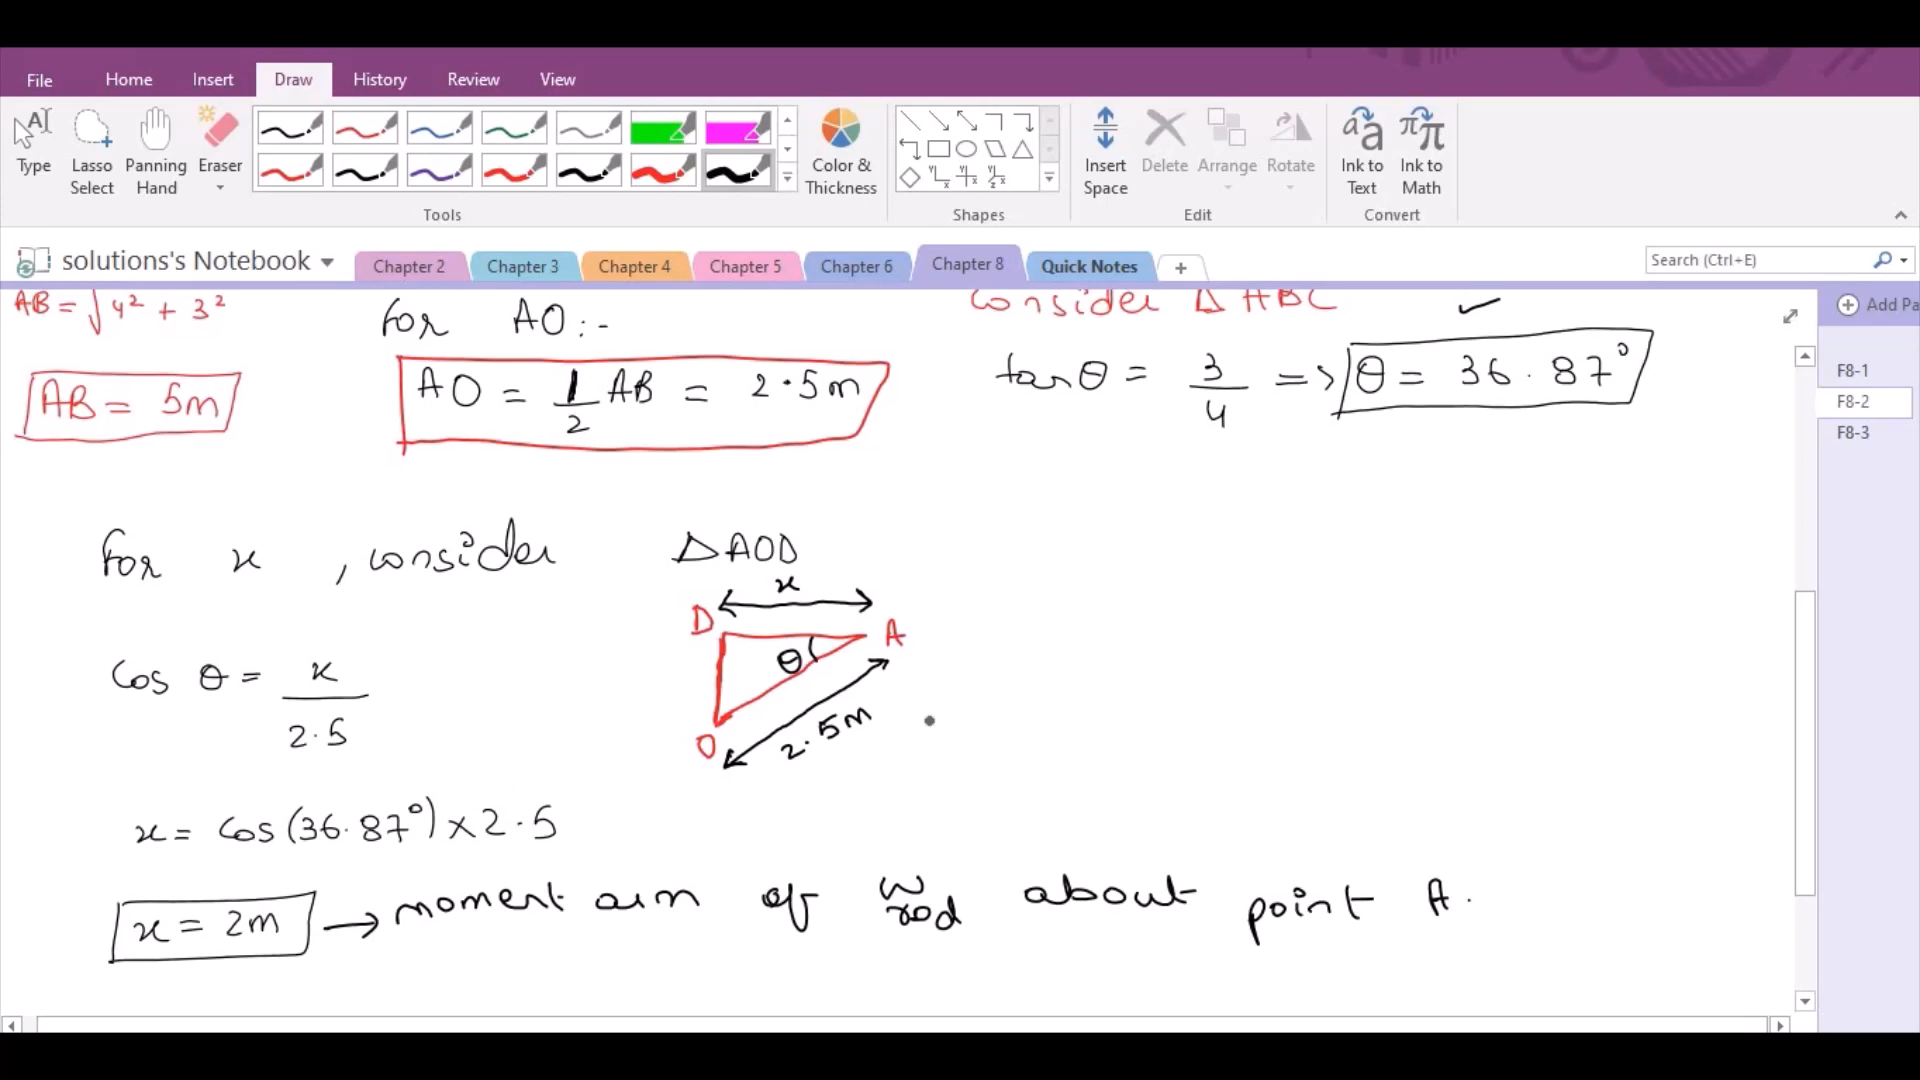 File Home Insert Draw History Review View
Type
Lasso Select
Panning Hand
Eraser
Color & Thickness
Insert Space
Delete
Arrange
Rotate
Ink to Text
Ink to Math
Tools
Shapes
Edit
Convert
solutions's Notebook
Chapter 2 Chapter 3 Chapter 4 Chapter 5 Chapter 6 Chapter 8 Quick Notes +
Search (Ctrl+E)
Add Pa
F8-1
F8-2
F8-3
AB = √4² + 3²
AB = 5m
For AO:-
AO = 1/2 AB = 2.5m
Consider Δ ABC
tan θ = 3/4 => θ = 36.87°
For x , consider ΔAOD
x
D
A
θ
O
2.5m
Cos θ = x/2.5
x = Cos(36.87°) × 2.5
x = 2m → moment arm of W rod about point A.